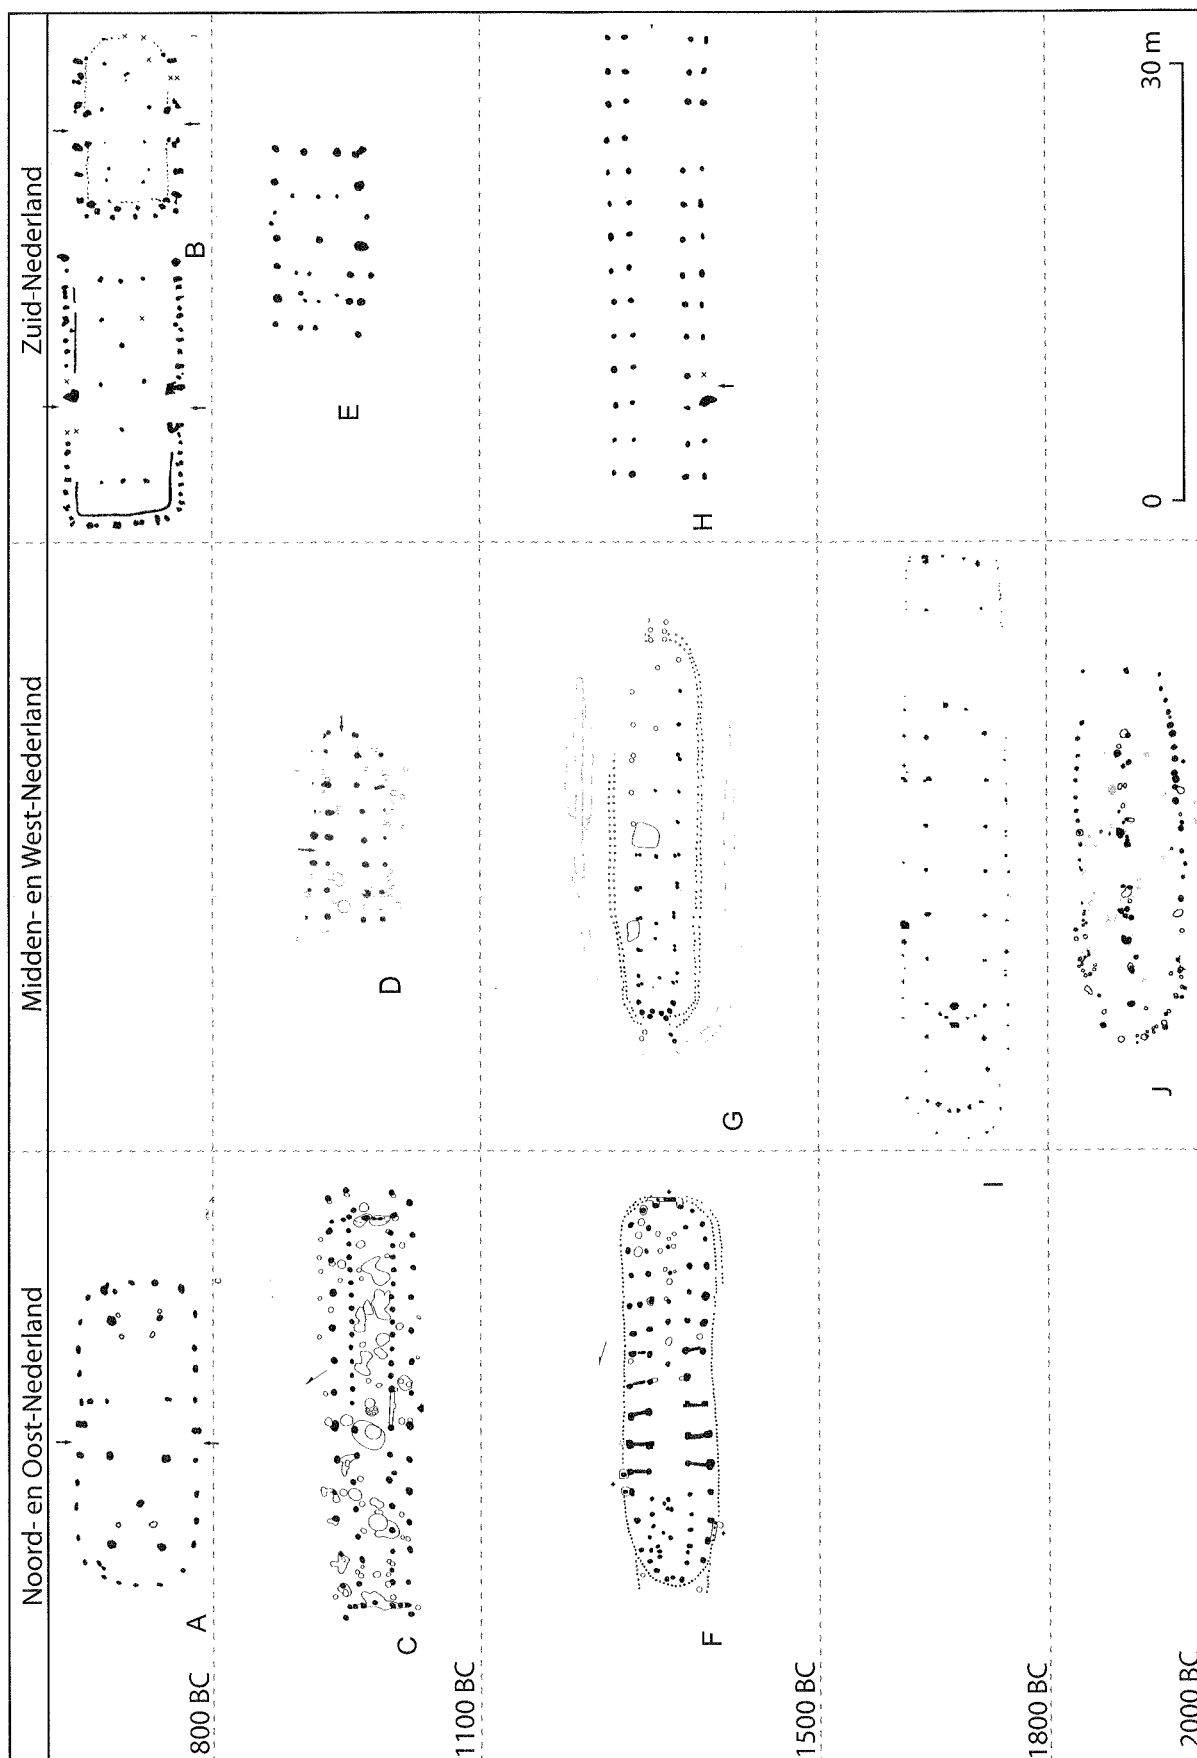 Noord- en Oost-Nederland
Midden- en West-Nederland
Zuid-Nederland
A
B
800 BC
C
D
E
1100 BC
F
G
H
1500 BC
I
1800 BC
J
0
30 m
2000 BC